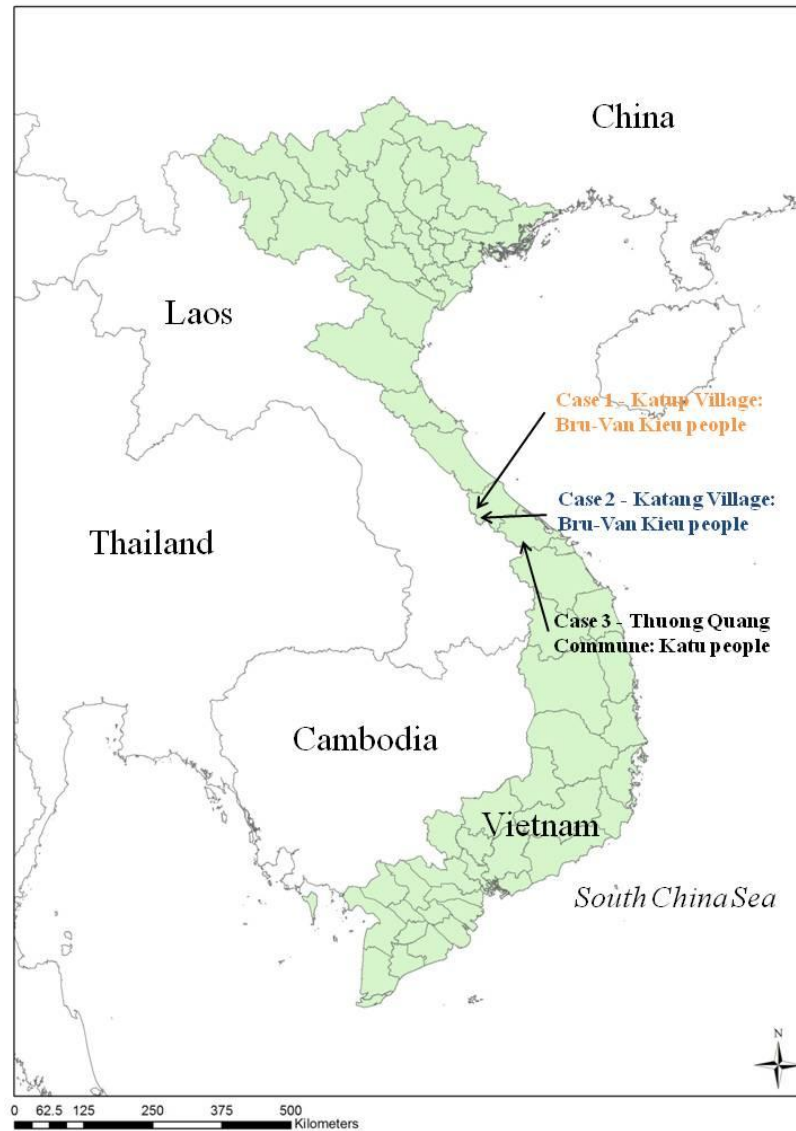 China
Laos
Case 1 - Katup Village:
Bru-Van Kieu people
Case 2 - Katang Village:
Bru-Van Kieu people
Thailand
Case 3 - Thuong Quang
Commune: Katu people
Cambodia
Vietnam
South China Sea
N
0 62.5 125 250 375 500
Kilometers